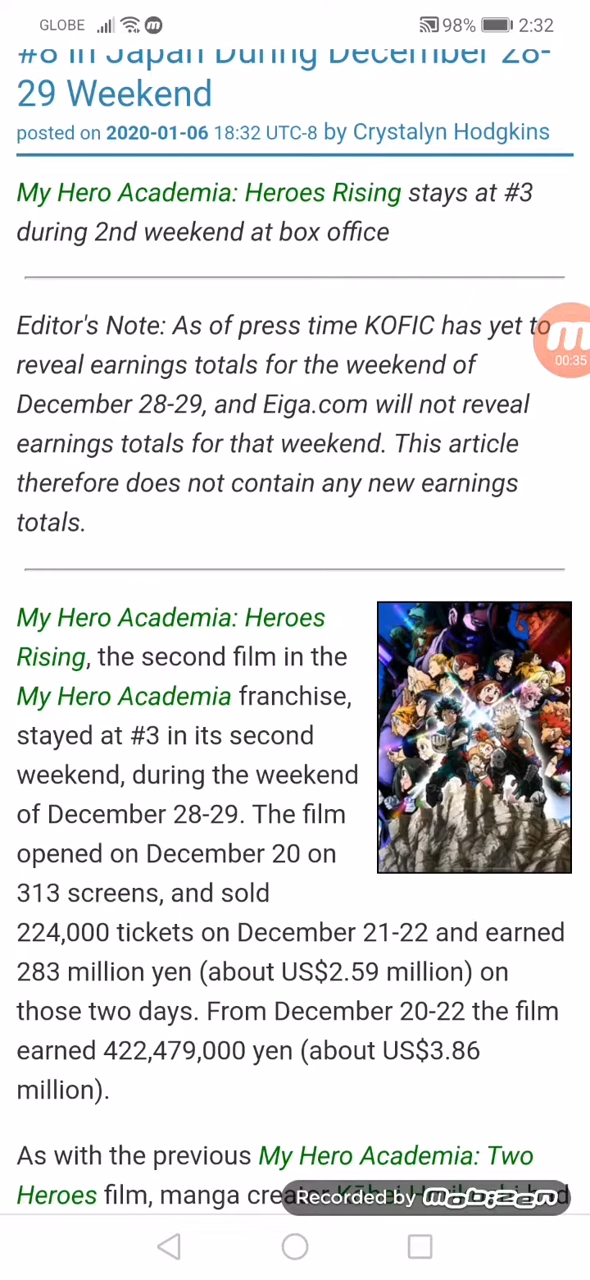 GLOBE 98% 2:32
#8 in Japan During December 28-
29 Weekend
posted on 2020-01-06 18:32 UTC-8 by Crystalyn Hodgkins
My Hero Academia: Heroes Rising stays at #3
during 2nd weekend at box office
Editor's Note: As of press time KOFIC has yet to
reveal earnings totals for the weekend of
December 28-29, and Eiga.com will not reveal
earnings totals for that weekend. This article
therefore does not contain any new earnings
totals.
00:35
My Hero Academia: Heroes
Rising, the second film in the
My Hero Academia franchise,
stayed at #3 in its second
weekend, during the weekend
of December 28-29. The film
opened on December 20 on
313 screens, and sold
224,000 tickets on December 21-22 and earned
283 million yen (about US$2.59 million) on
those two days. From December 20-22 the film
earned 422,479,000 yen (about US$3.86
million).
As with the previous My Hero Academia: Two
Heroes film, manga creator
Recorded by Mobizen